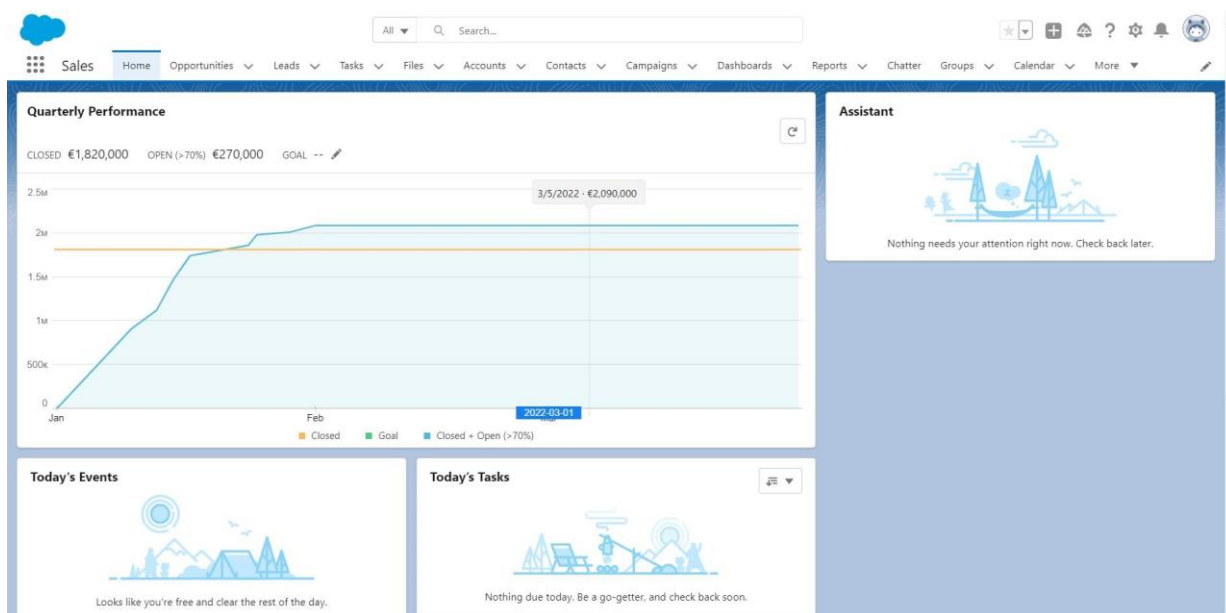 All Search...
Sales Home Opportunities Leads Tasks Files Accounts Contacts Campaigns Dashboards Reports Chatter Groups Calendar More
Quarterly Performance
CLOSED €1,820,000 OPEN (>70%) €270,000 GOAL --
2.5M
3/5/2022 · €2,090,000
2M
1.5M
1M
500K
0
Jan Feb 2022-03-01
Closed Goal Closed + Open (>70%)
Assistant
Nothing needs your attention right now. Check back later.
Today's Events
Looks like you're free and clear the rest of the day.
Today's Tasks
Nothing due today. Be a go-getter, and check back soon.